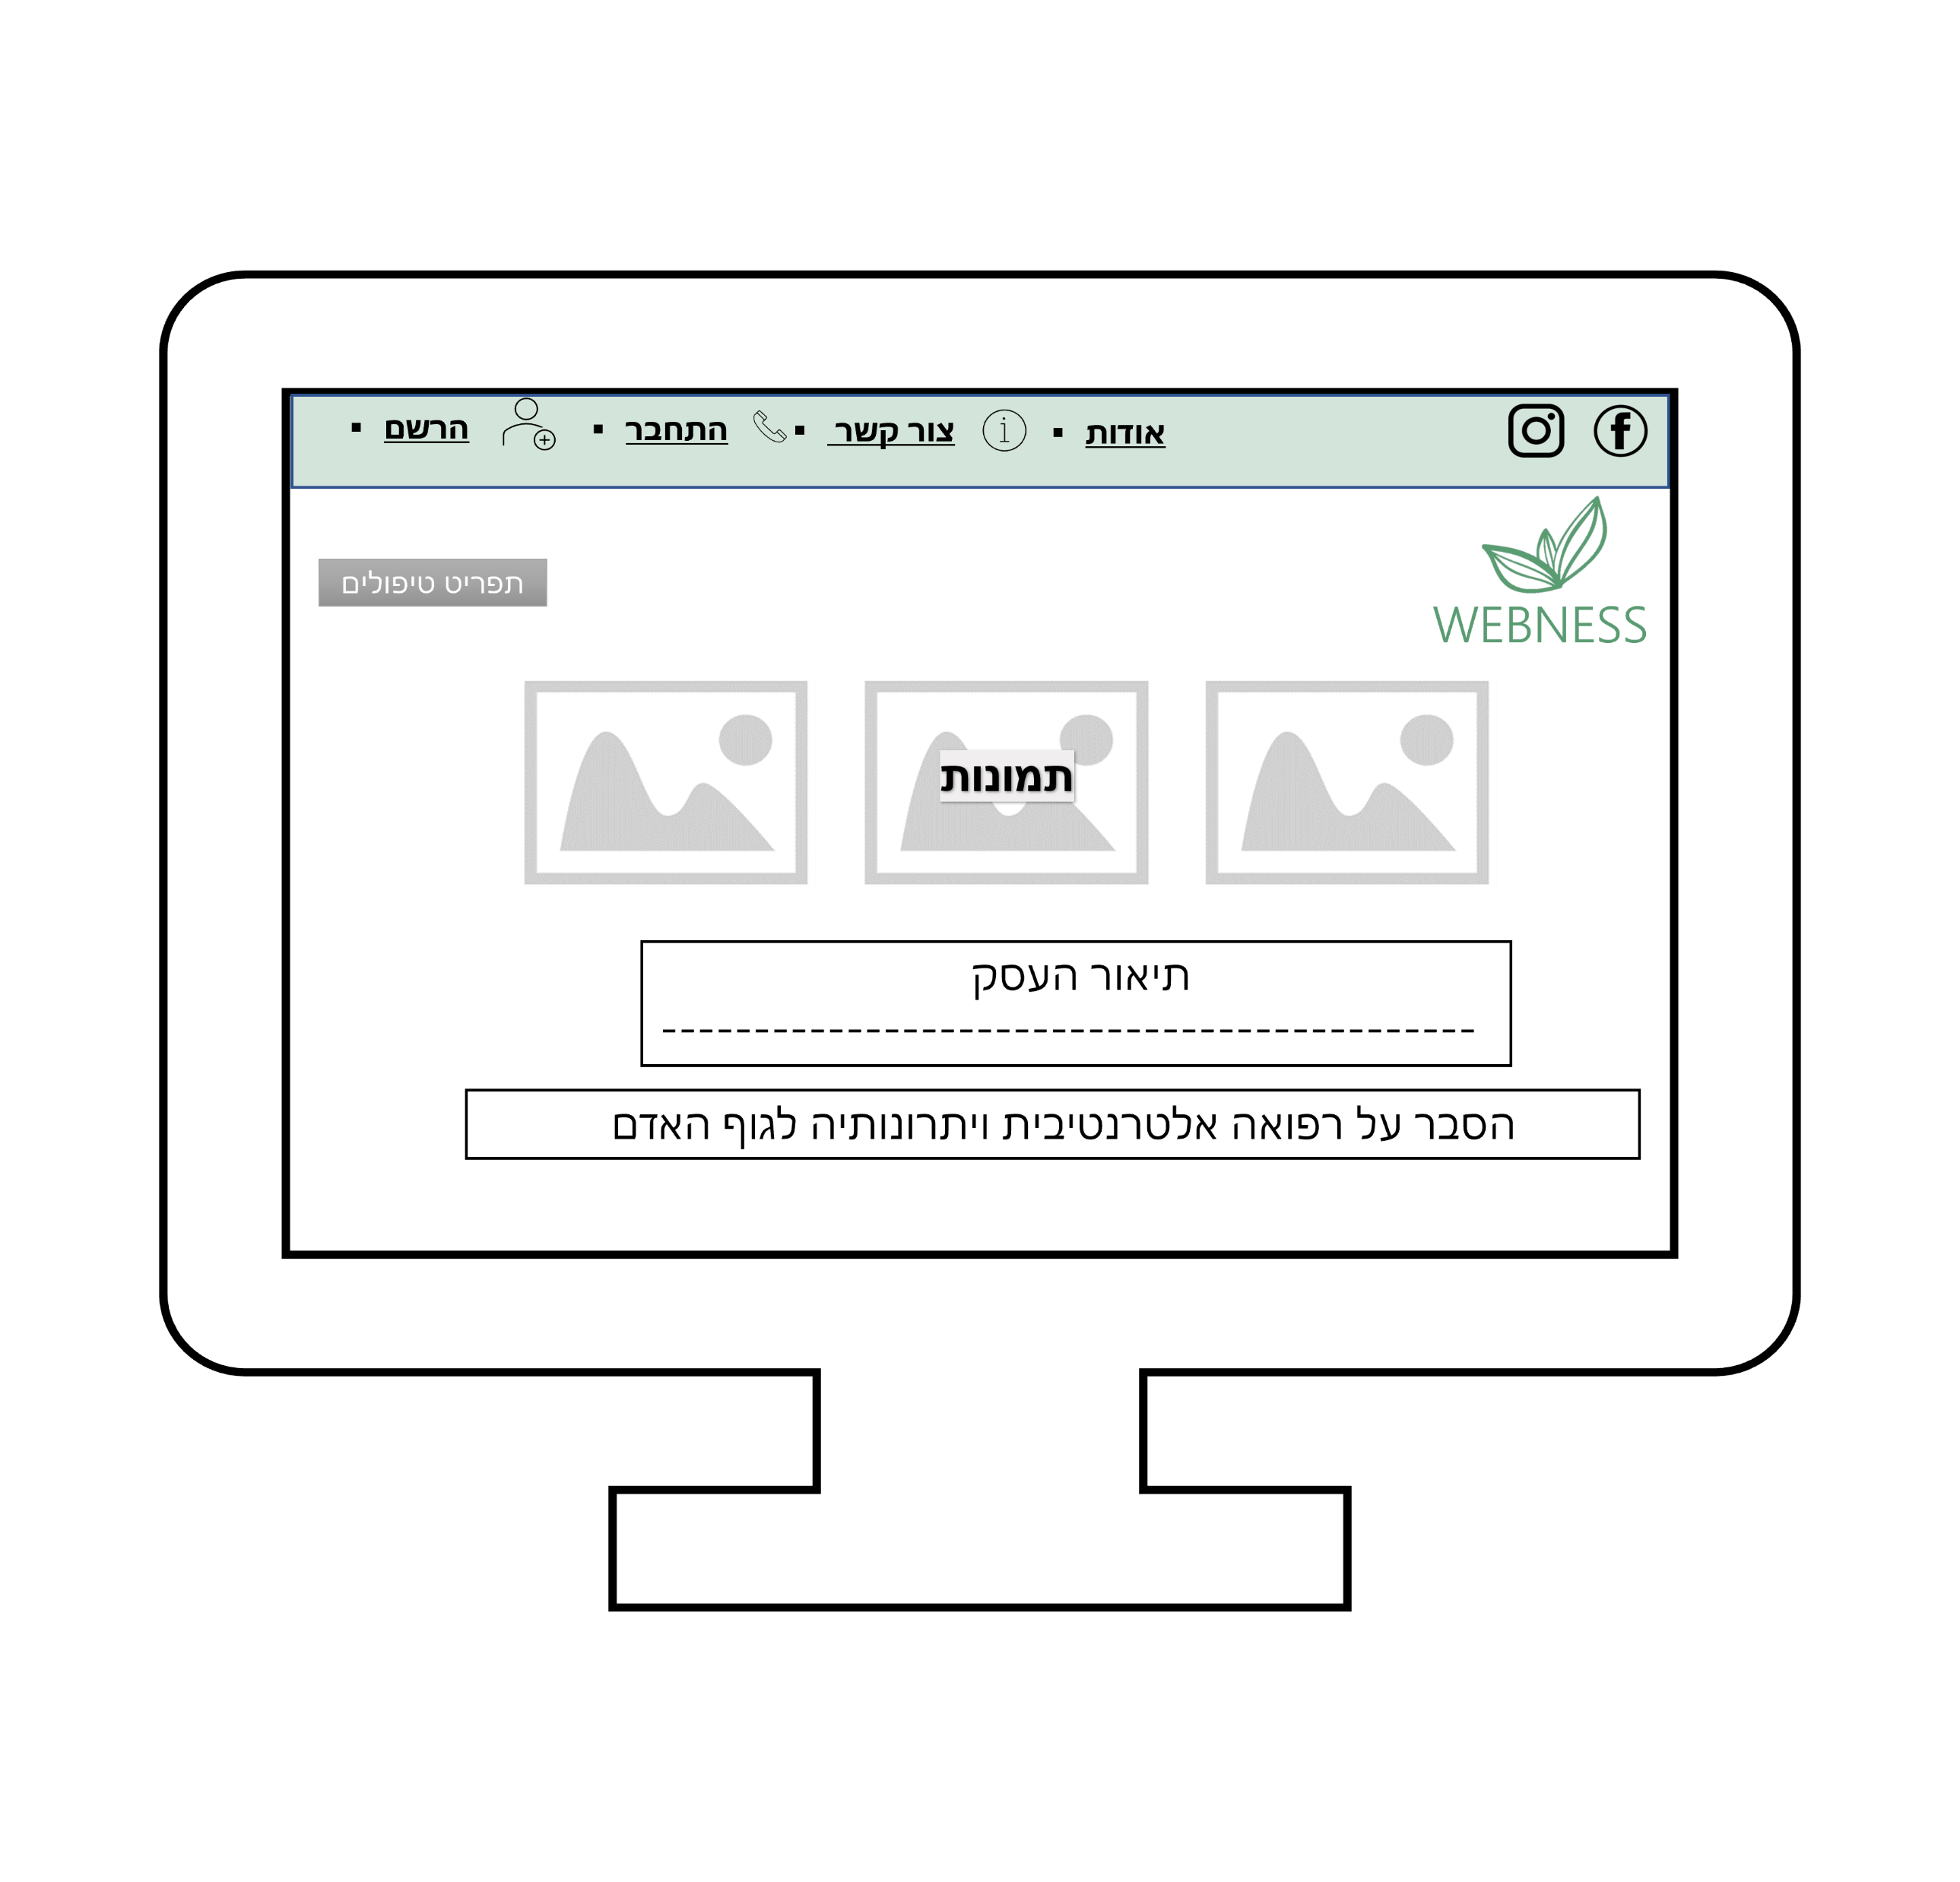 אודות
צור קשר
התחבר
הרשם
WEBNESS
תפריט טיפולים
תמונות
תיאור העסק
הסבר על רפואה אלטרנטיבית ויתרונותיה לגוף האדם